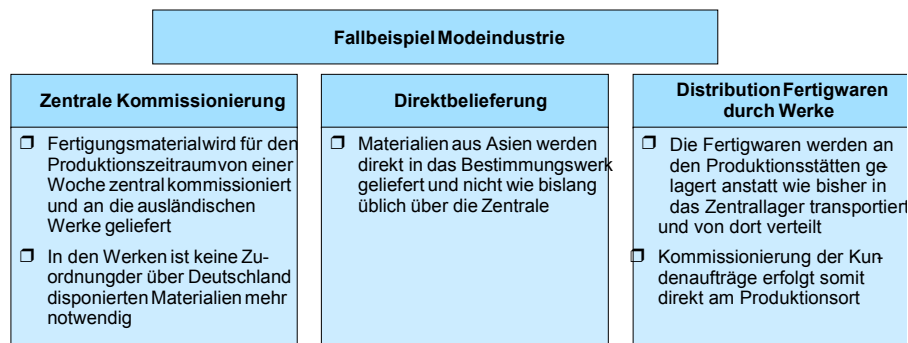 Fallbeispiel Modeindustrie
Zentrale Kommissionierung
❒ Fertigungsmaterial wird für den
Produktionszeitraum von einer
Woche zentral kommissioniert
und an die ausländischen
Werke geliefert
❒ In den Werken ist keine Zu-
ordnung der über Deutschland
disponierten Materialien mehr
notwendig
Direktbelieferung
❒ Materialien aus Asien werden
direkt in das Bestimmungswerk
geliefert und nicht wie bislang
üblich über die Zentrale
Distribution Fertigwaren
durch Werke
❒ Die Fertigwaren werden an
den Produktionsstätten ge-
lagert anstatt wie bisher in
das Zentrallager transportiert
und von dort verteilt
❒ Kommissionierung der Kun-
denaufträge erfolgt somit
direkt am Produktionsort